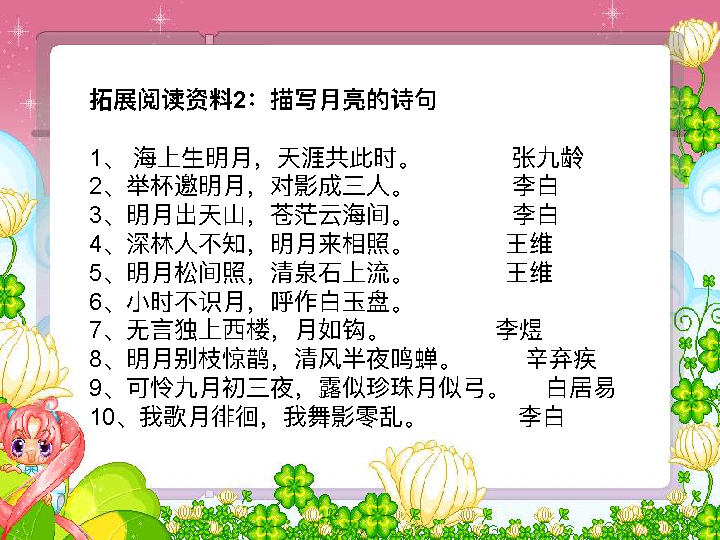 拓展阅读资料2：描写月亮的诗句
1、 海上生明月，天涯共此时。 张九龄
2、举杯邀明月，对影成三人。 李白
3、明月出天山，苍茫云海间。 李白
4、深林人不知，明月来相照。 王维
5、明月松间照，清泉石上流。 王维
6、小时不识月，呼作白玉盘。
7、无言独上西楼，月如钩。 李煜
8、明月别枝惊鹊，清风半夜鸣蝉。 辛弃疾
9、可怜九月初三夜，露似珍珠月似弓。 白居易
10、我歌月徘徊，我舞影零乱。 李白